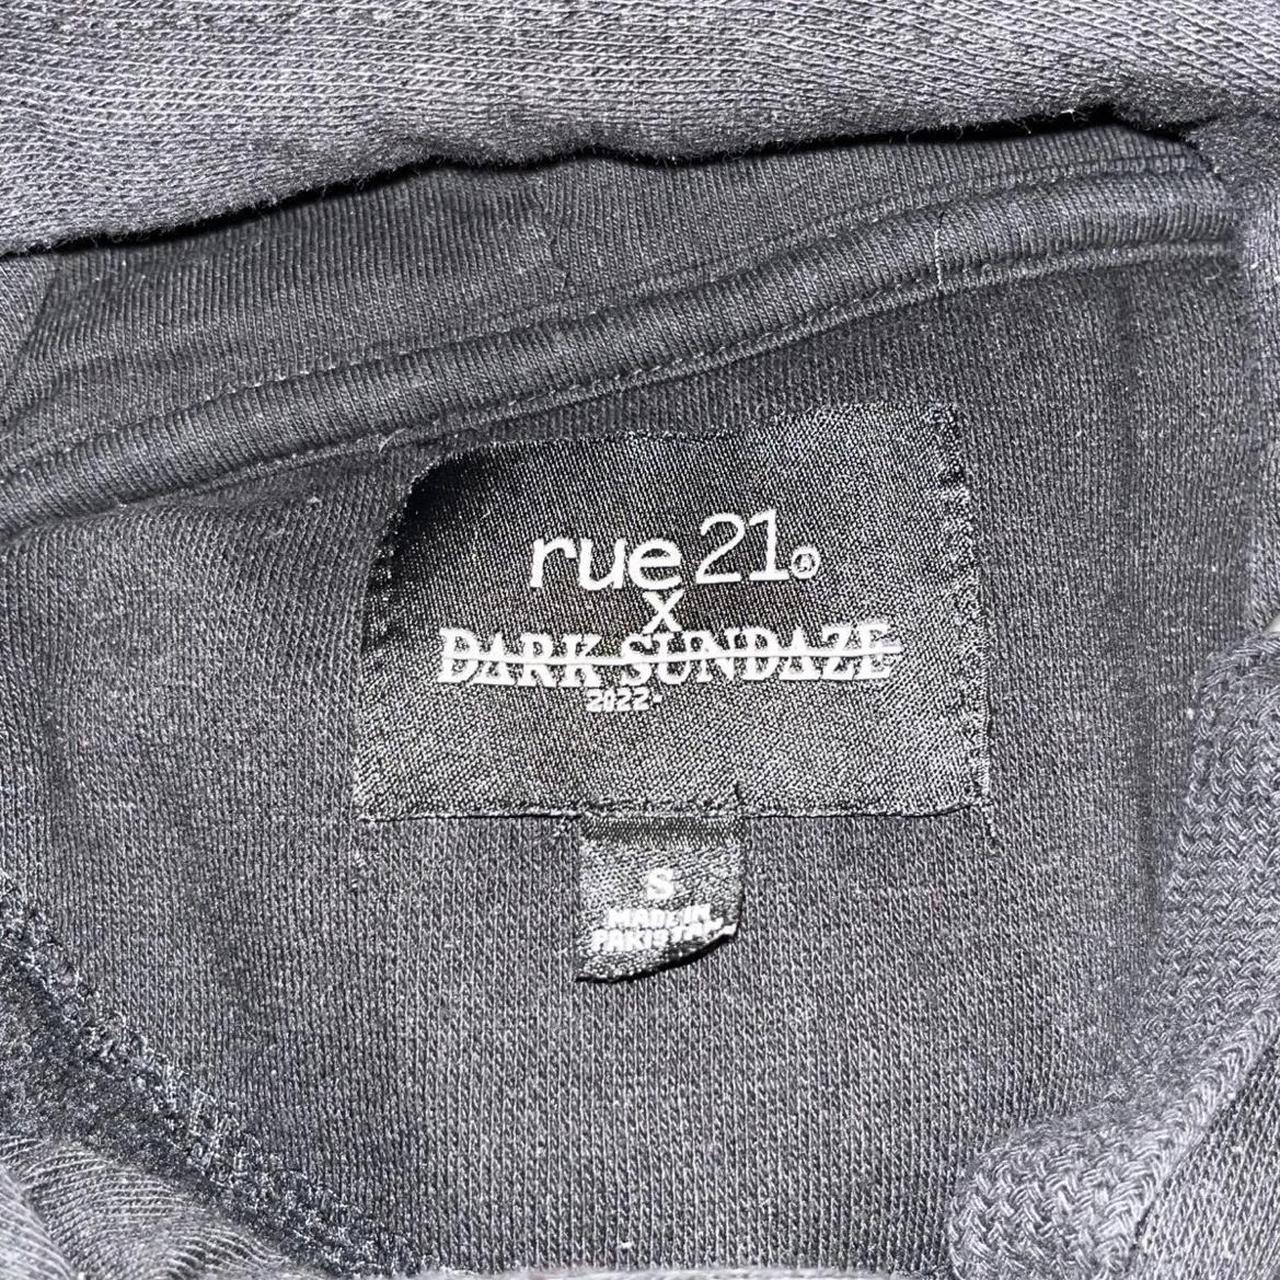 rue21®
X
DARK SUNDAZE
2022.
S
MADE IN
PAKISTAN